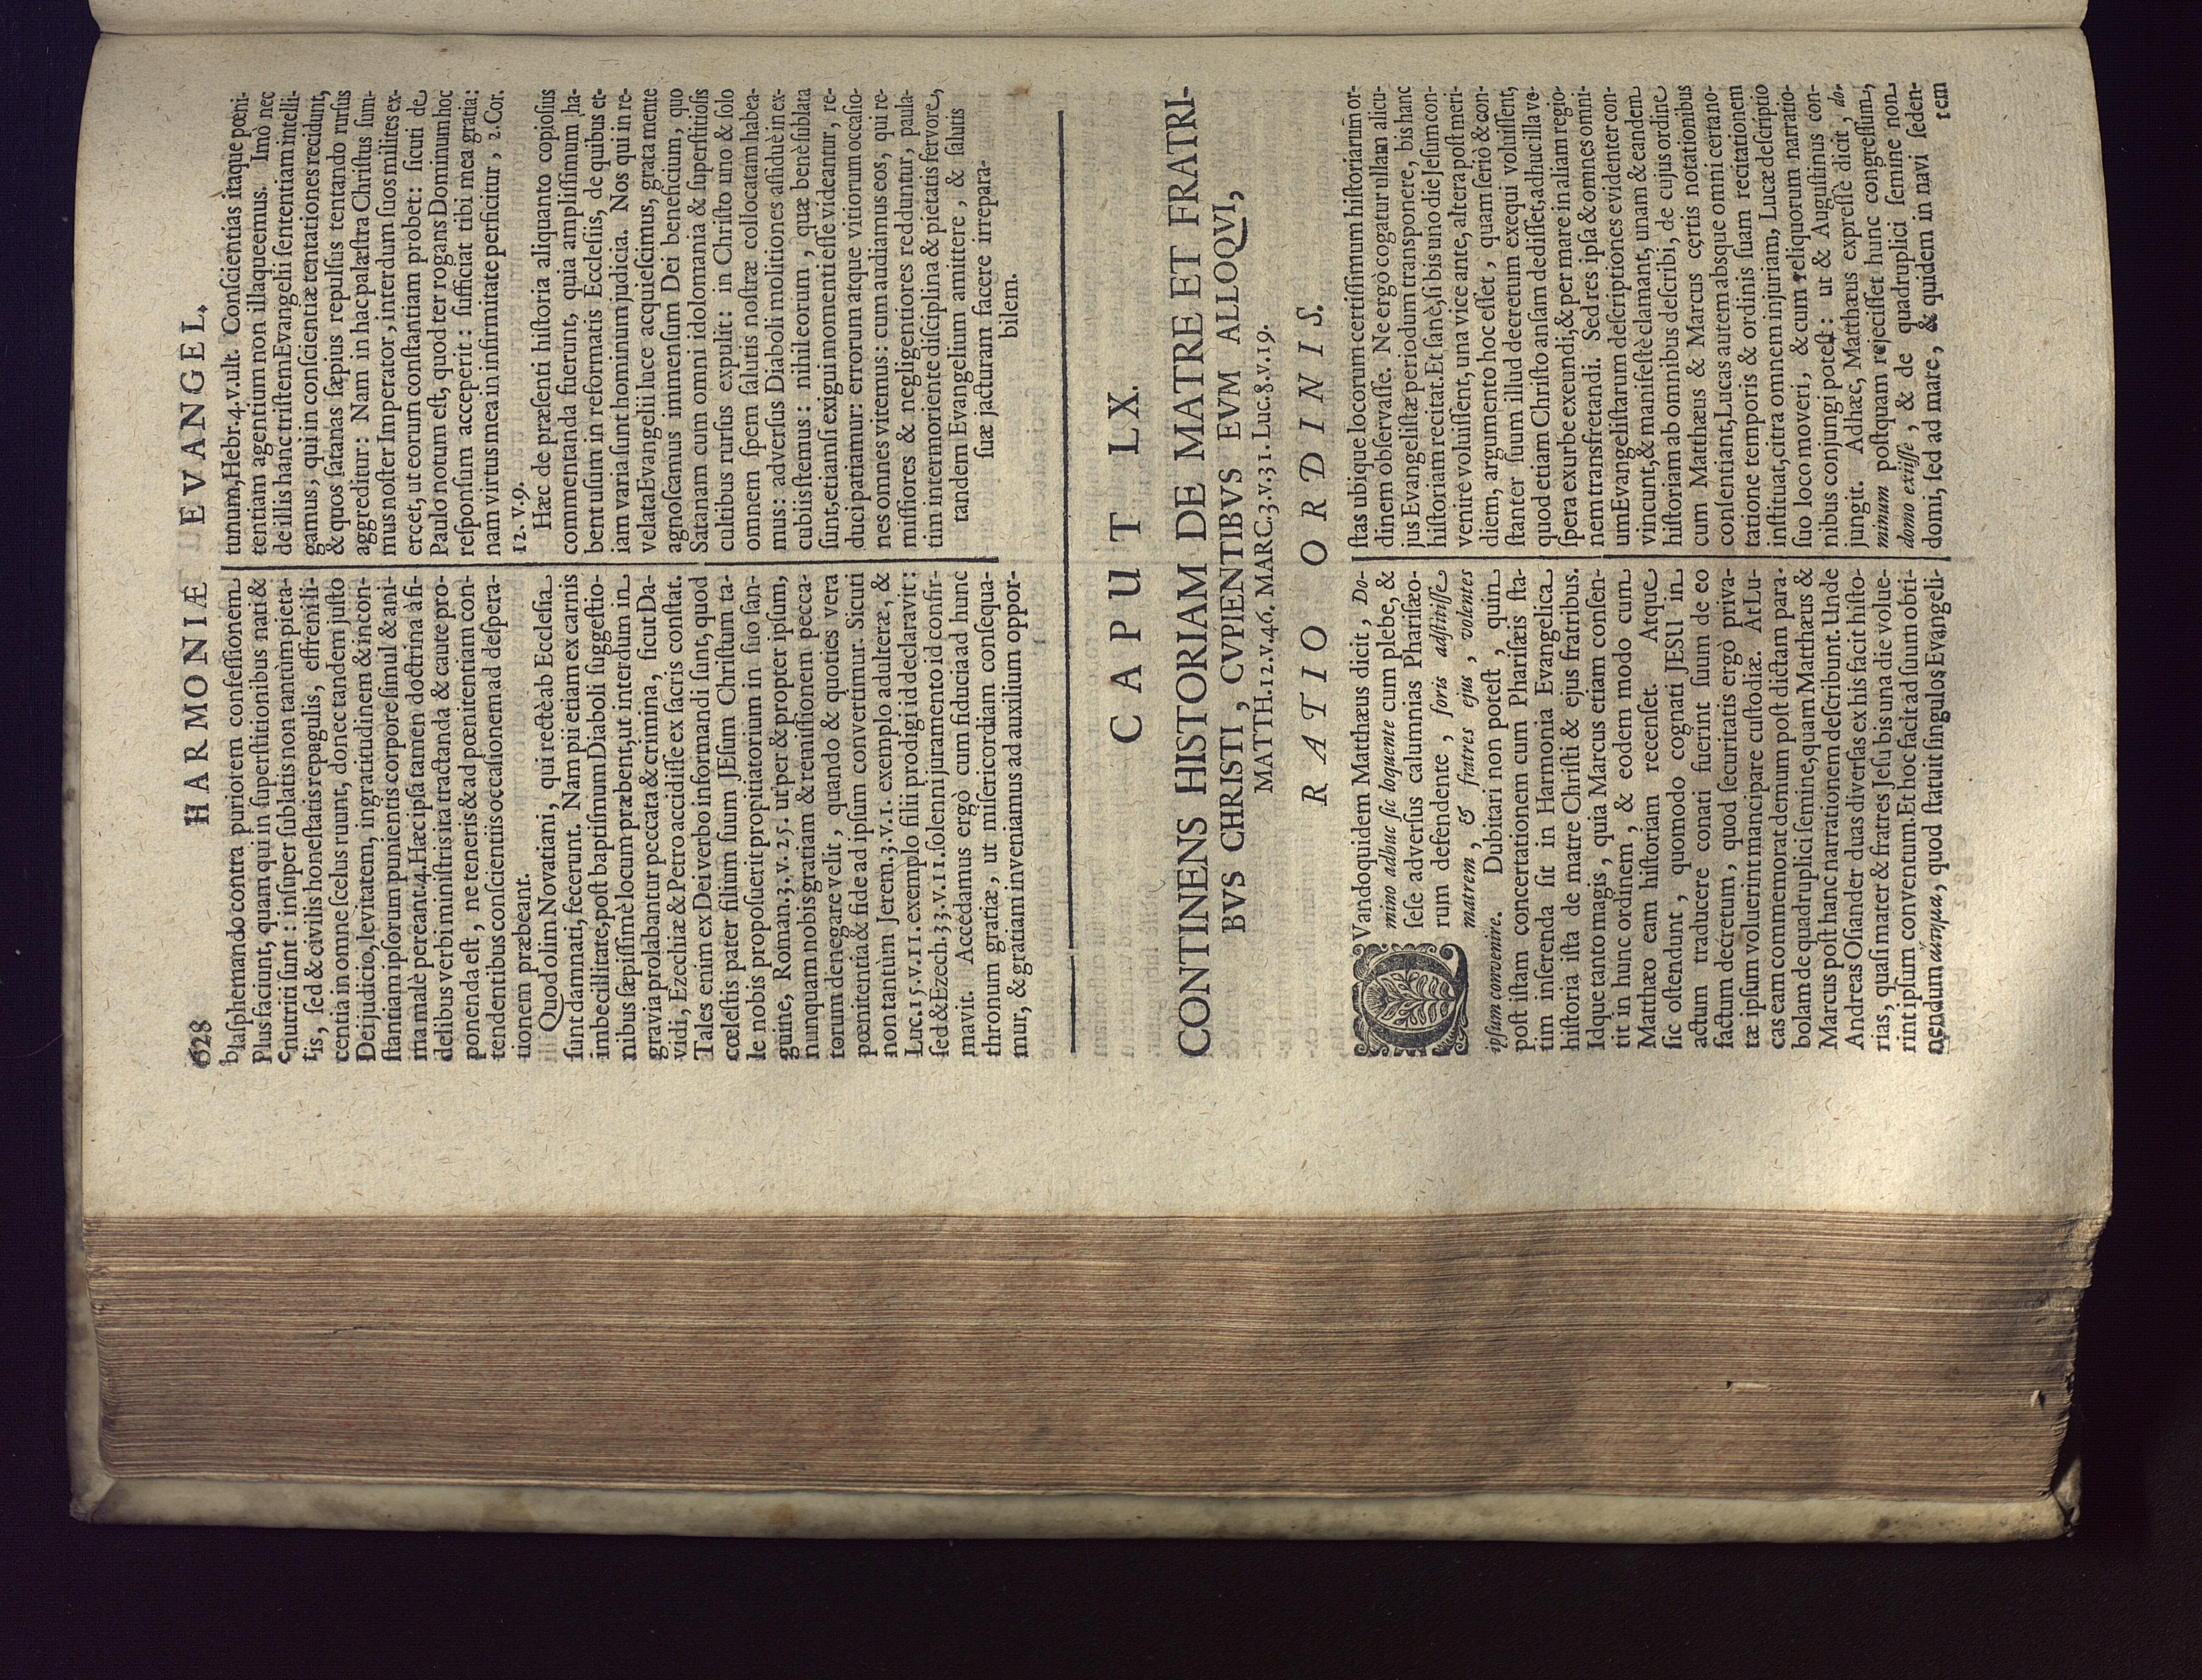 628 HARMONIÆ EVANGEL.
blaſphemando contra puriorem confeſſionem
Plus faciunt, quam qui in ſuperſtitionibus nati &
enutriti ſunt: inſuper ſublatis non tantùm pieta-
tis, ſed & civilis honeſtatis repagulis, effreni li-
centia in omne ſcelus ruunt, donec tandem juſto
Dei judicio, levitatem, ingratitudinem & incon-
ſtantiam ipſorum punientis corpore ſimul & ani-
ma malè pereant. 4. Hæc ipſa tamen doctrina à fi-
delibus verbi miniſtris ita tractanda & caute pro-
ponenda eſt, ne teneris & ad pœnitentiam con-
tendentibus conſcientiis occaſionem ad deſpera-
tionem præbeant.
Quod olim Novatiani, qui rectè ab Eccleſia
ſunt damnati, fecerunt. Nam pii etiam ex carnis
imbecillitate, poſt baptiſmum Diaboli ſuggeſtio-
nibus ſæpiſſimè locum præbent, ut interdum in
gravia prolabantur peccata & crimina, ſicut Da-
vidi, Ezechiæ & Petro accidiſſe ex ſacris conſtat.
Tales enim ex Dei verbo informandi ſunt, quod
cœleſtis pater filium ſuum JEſum Chriſtum ta-
le nobis propoſuerit propitiatorium in ſuo ſan-
guine, Roman. 3. v. 25. ut per & propter ipſum,
nunquam nobis gratiam & remiſſionem pecca-
torum denegare velit, quando & quoties vera
pœnitentia & fide ad ipſum convertimur. Sicuti
non tantùm Jerem. 3. v. 1. exemplo adulteræ, &
Luc. 15. v. 11. exemplo filii prodigi id declaravit:
ſed & Ezech. 33. v. 11. ſolenni juramento id confir-
mavit. Accedamus ergò cum fiducia ad hunc
thronum gratiæ, ut miſericordiam conſequa-
mur, & gratiam inveniamus ad auxilium oppor-
tunum, Hebr. 4. v. ult. Conſcientias itaque pœni-
tentiam agentium non illaqueemus. Imò nec
de illis hanc triſtem Evangelii ſententiam intelli-
gamus, qui in conſcientiæ tentationes recidunt,
& quos ſatanas ſæpius repulſus tentando rurſus
aggreditur: Nam in hac palæſtra Chriſtus ſum-
mus noſter Imperator, interdum ſuos milites ex-
ercet, ut eorum conſtantiam probet: ſicuti de
Paulo notum eſt, quod ter rogans Dominum hoc
reſponſum acceperit: ſufficiat tibi mea gratia:
nam virtus mea in infirmitate perficitur, 2. Cor.
12. v. 9.
Hæc de præſenti hiſtoria aliquanto copioſius
commentanda fuerunt, quia ampliſſimum ha-
bent uſum in reformatis Eccleſiis, de quibus et-
iam varia ſunt hominum judicia. Nos qui in re-
velata Evangelii luce acquieſcimus, grata mente
agnoſcamus immenſum Dei beneficium, quo
Satanam cum omni idolomania & ſuperſtitioſis
cultibus rurſus expulit: in Chriſto uno & ſolo
omnem ſpem ſalutis noſtræ collocatam habea-
mus: adverſus Diaboli molitiones aſſiduè in ex-
cubiis ſtemus: nihil eorum, quæ benè ſublata
ſunt, etiamſi exigui momenti eſſe videantur, re-
duci patiamur: errorum atque vitiorum occaſio-
nes omnes vitemus: cum audiamus eos, qui re-
miſſiores & negligentiores redduntur, paula-
tim intermoriente diſciplina & pietatis fervore,
tandem Evangelium amittere, & ſalutis
ſuæ jacturam facere irrepara-
bilem.
CAPUT LX.
CONTINENS HISTORIAM DE MATRE ET FRATRI-
BVS CHRISTI, CVPIENTIBVS EVM ALLOQVI,
MATTH. 12. v. 46. MARC. 3. v. 31. Luc. 8. v. 19.
RATIO ORDINIS.
QVandoquidem Matthæus dicit, Do-
mino adhuc ſic loquente cum plebe, &
ſeſe adverſus calumnias Phariſæo-
rum defendente, foris adſtitiſſe
matrem, & fratres ejus, volentes
ipſum convenire. Dubitari non poteſt, quin
poſt iſtam concertationem cum Phariſæis ſta-
tim inſerenda ſit in Harmonia Evangelica
hiſtoria iſta de matre Chriſti & ejus fratribus.
Idque tanto magis, quia Marcus etiam conſen-
tit in hunc ordinem, & eodem modo cum
Matthæo eam hiſtoriam recenſet. Atque
ſic oſtendunt, quomodo cognati JESU in
actum traducere conati fuerint ſuum de eo
factum decretum, quod ſecuritatis ergò priva-
tæ ipſum voluerint mancipare cuſtodiæ. At Lu-
cas eam commemorat demum poſt dictam para-
bolam de quadruplici ſemine, quam Matthæus &
Marcus poſt hanc narrationem deſcribunt. Unde
Andreas Oſiander duas diverſas ex his facit hiſto-
rias, quaſi mater & fratres Jeſu bis una die volue-
rint ipſum conventum. Et hoc facit ad ſuum obti-
nendum αἴτημα, quod ſtatuit ſingulos Evangeli-
ſtas ubique locorum certiſſimum hiſtoriarum or-
dinem obſervaſſe. Ne ergò cogatur ullam alicu-
jus Evangeliſtæ periodum transponere, bis hanc
hiſtoriam recitat. Et ſanè, ſi bis uno die Jeſum con-
venire voluiſſent, una vice ante, altera poſt meri-
diem, argumento hoc eſſet, quam ſeriò & con-
ſtanter ſuum illud decretum exequi voluiſſent,
quod etiam Chriſto anſam dediſſet, adhuc illa ve-
ſpera ex urbe exeundi, & per mare in aliam regio-
nem transfretandi. Sed res ipſa & omnes omni-
um Evangeliſtarum deſcriptiones evidenter con-
vincunt, & manifeſtè clamant, unam & eandem
hiſtoriam ab omnibus deſcribi, de cujus ordine
cum Matthæus & Marcus certis notationibus
conſentiant, Lucas autem absque omni certa no-
tatione temporis & ordinis ſuam recitationem
inſtituat, citra omnem injuriam, Lucæ deſcriptio
ſuo loco moveri, & cum reliquorum narratio-
nibus conjungi poteſt: ut & Auguſtinus con-
jungit. Adhæc, Matthæus expreſſè dicit, do-
minum poſtquam rejeciſſet hunc congreſſum,
domo exiiſſe, & de quadruplici ſemine non
domi, ſed ad mare, & quidem in navi ſeden-
tem